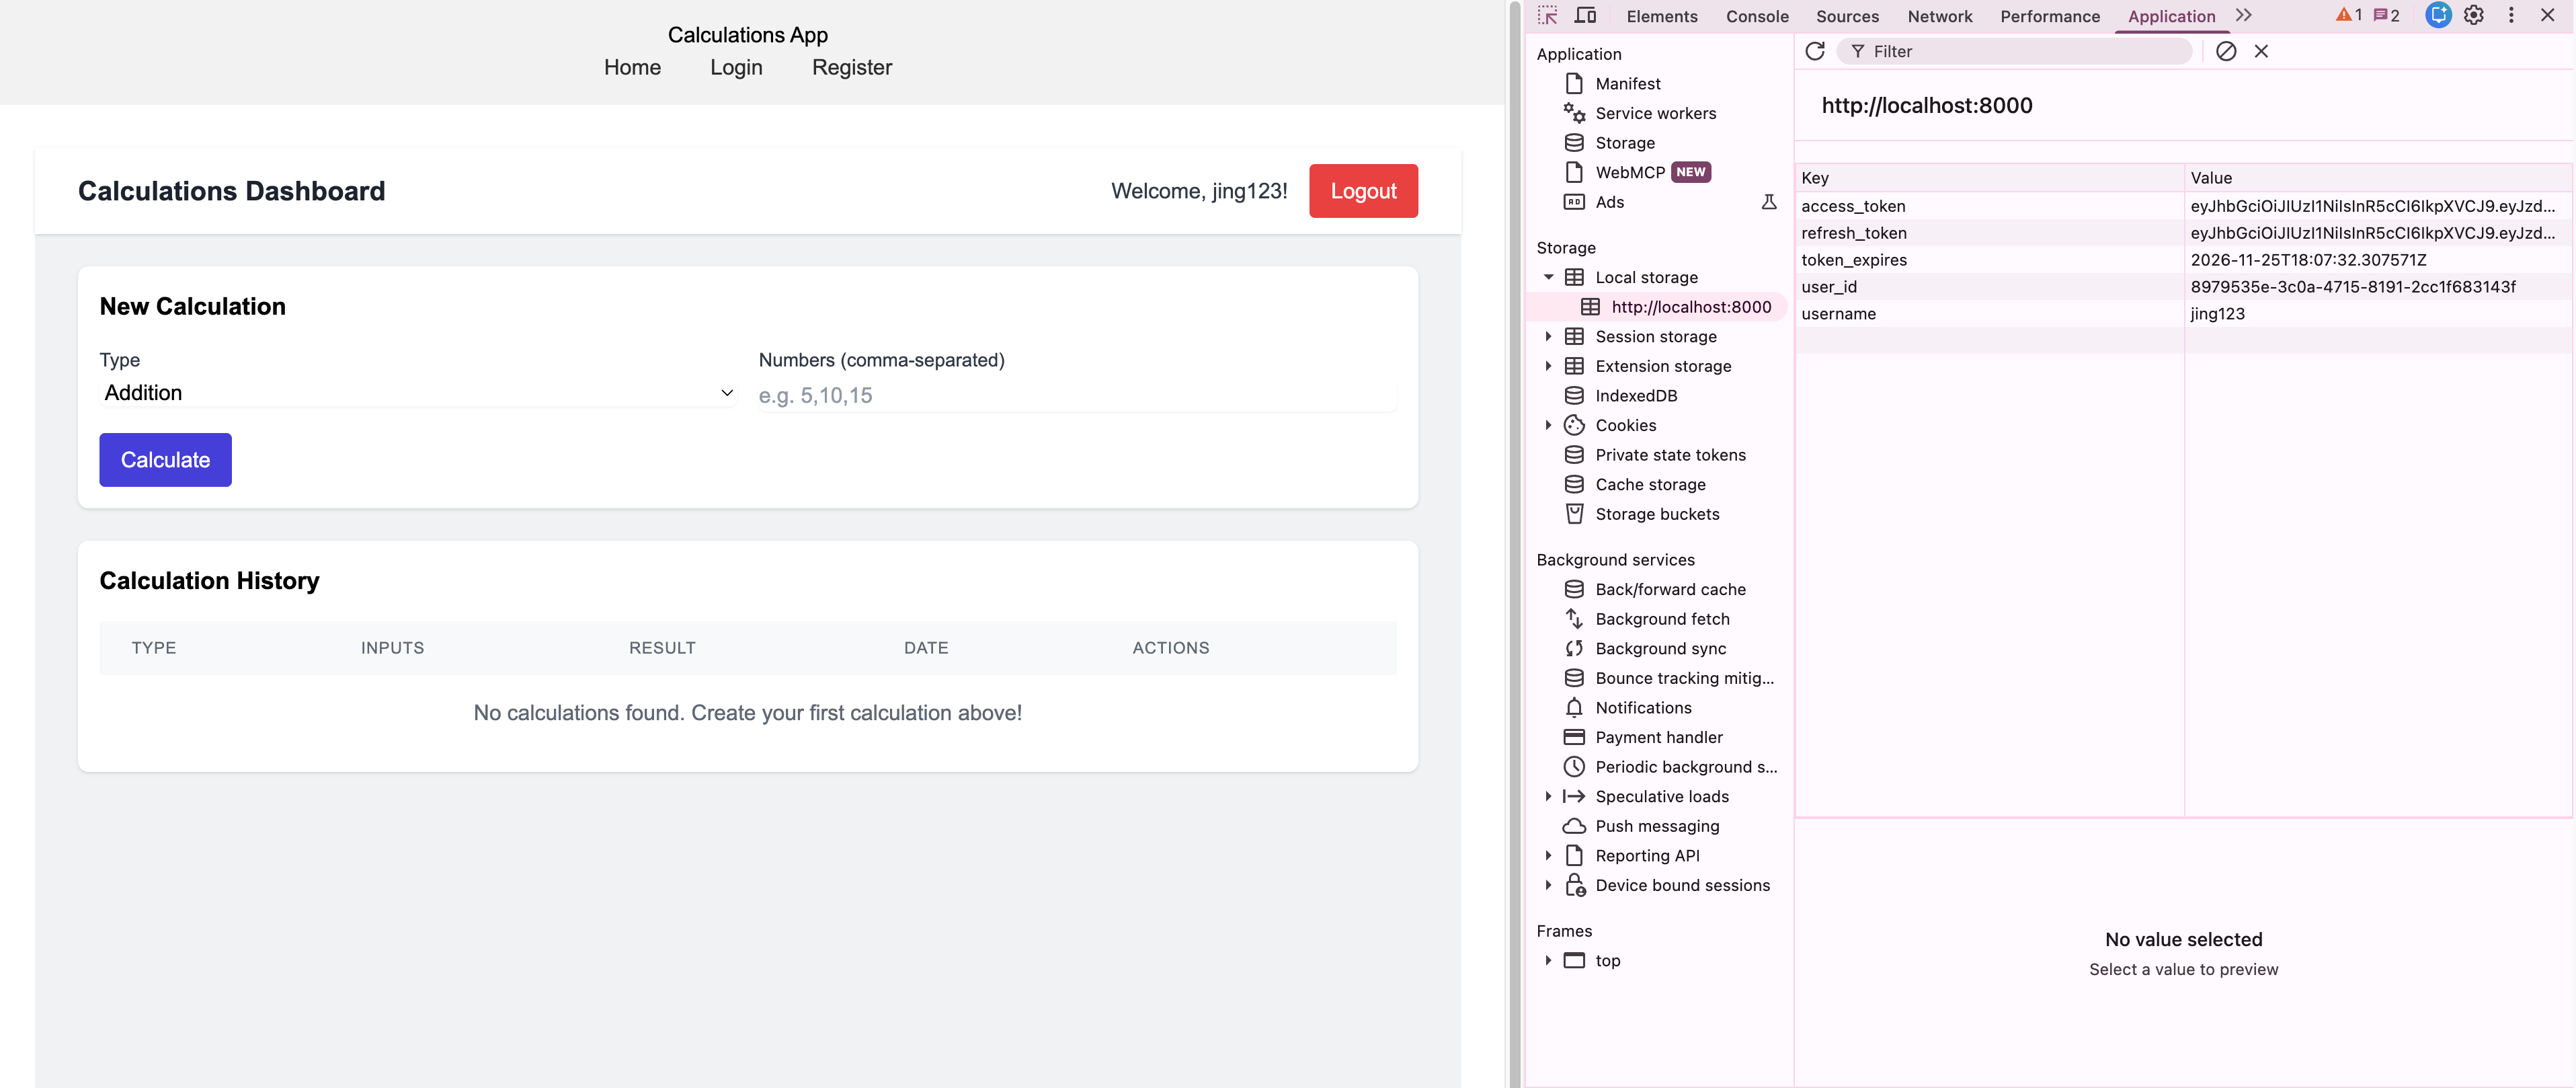 Calculations App
Home Login Register
Calculations Dashboard
Welcome, jing123!
Logout
New Calculation
Type
Addition
Numbers (comma-separated)
e.g. 5,10,15
Calculate
Calculation History
TYPE INPUTS RESULT DATE ACTIONS
No calculations found. Create your first calculation above!
Elements Console Sources Network Performance Application 1 2
Application
Manifest
Service workers
Storage
WebMCP NEW
Ads
Storage
Local storage
http://localhost:8000
Session storage
Extension storage
IndexedDB
Cookies
Private state tokens
Cache storage
Storage buckets
Background services
Back/forward cache
Background fetch
Background sync
Bounce tracking mitig...
Notifications
Payment handler
Periodic background s...
Speculative loads
Push messaging
Reporting API
Device bound sessions
Frames
top
Filter
http://localhost:8000
Key Value
access_token eyJhbGciOiJIUzI1NiIsInR5cCI6IkpXVCJ9.eyJzd...
refresh_token eyJhbGciOiJIUzI1NiIsInR5cCI6IkpXVCJ9.eyJzd...
token_expires 2026-11-25T18:07:32.307571Z
user_id 8979535e-3c0a-4715-8191-2cc1f683143f
username jing123
No value selected
Select a value to preview